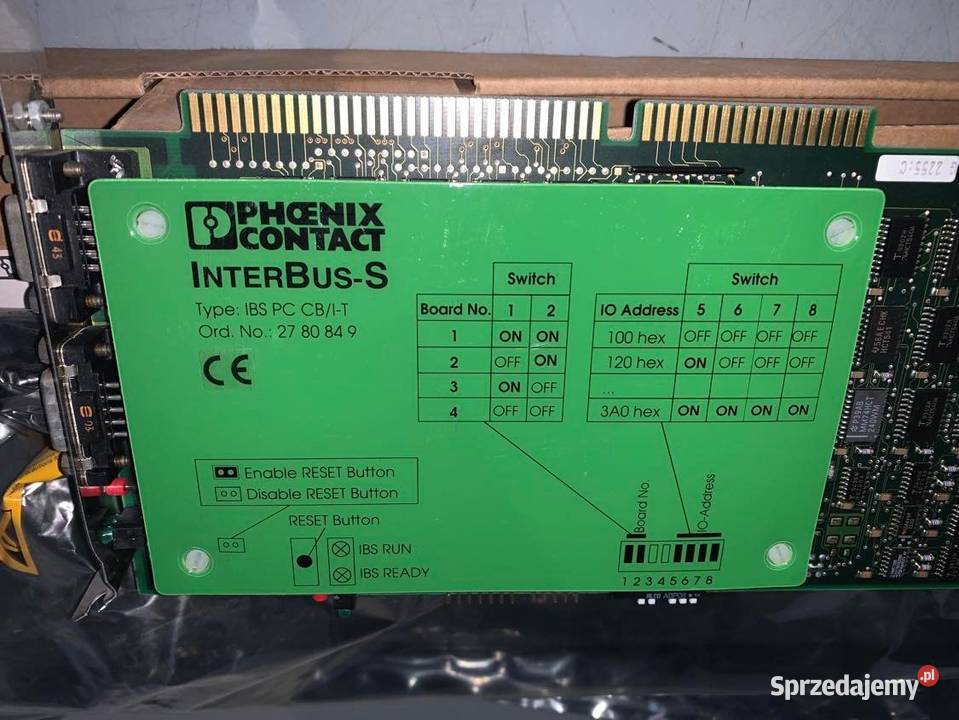 PHŒNIX
CONTACT
INTERBUS-S
Type: IBS PC CB/I-T
Ord. No.: 27 80 84 9
CE
Switch
Board No. 1 2
1 ON ON
2 OFF ON
3 ON OFF
4 OFF OFF
Switch
IO Address 5 6 7 8
100 hex OFF OFF OFF OFF
120 hex ON OFF OFF OFF
...
3A0 hex ON ON ON ON
Enable RESET Button
Disable RESET Button
RESET Button
IBS RUN
IBS READY
Board No.
IO-Address
1 2 3 4 5 6 7 8
2255:C
Sprzedajemy.pl